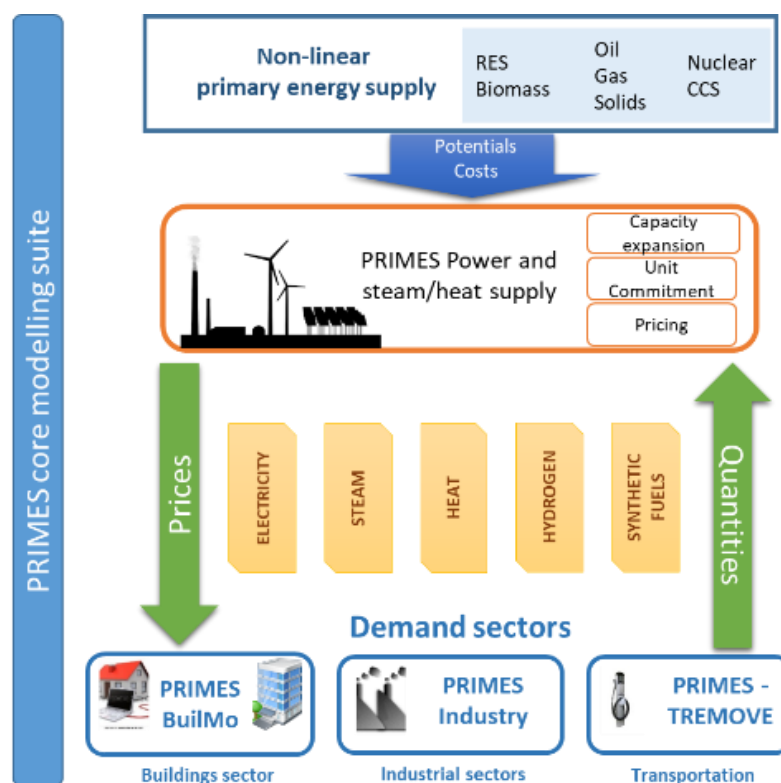 PRIMES core modelling suite
Non-linear
primary energy supply
RES
Biomass
Oil
Gas
Solids
Nuclear
CCS
Potentials
Costs
PRIMES Power and
steam/heat supply
Capacity
expansion
Unit
Commitment
Pricing
Prices
ELECTRICITY
STEAM
HEAT
HYDROGEN
SYNTHETIC
FUELS
Quantities
Demand sectors
PRIMES
BuilMo
PRIMES
Industry
PRIMES -
TREMOVE
Buildings sector
Industrial sectors
Transportation